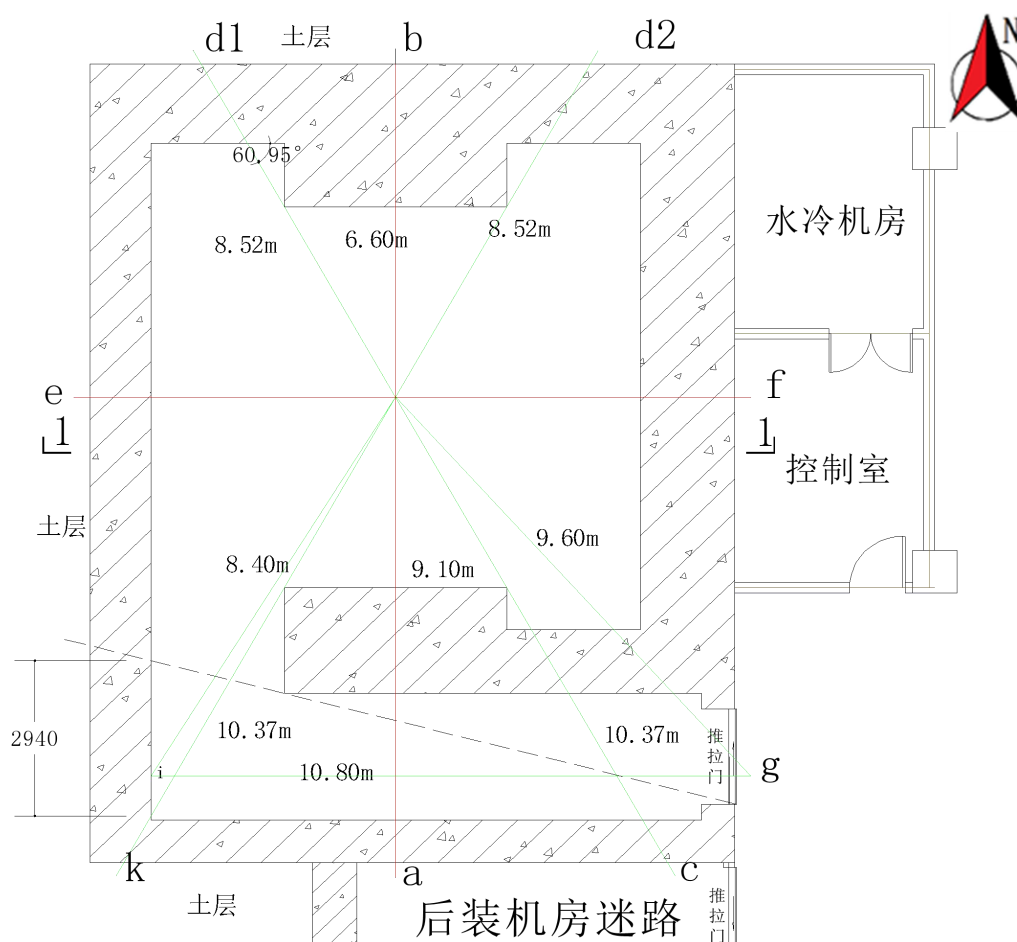 d1
土层
b
d2
N
60.95°
水冷机房
8.52m
6.60m
8.52m
e
f
1
1
控制室
土层
9.60m
8.40m
9.10m
2940
10.37m
10.37m
推拉门
i
10.80m
g
k
a
c
土层
后装机房迷路
推拉门